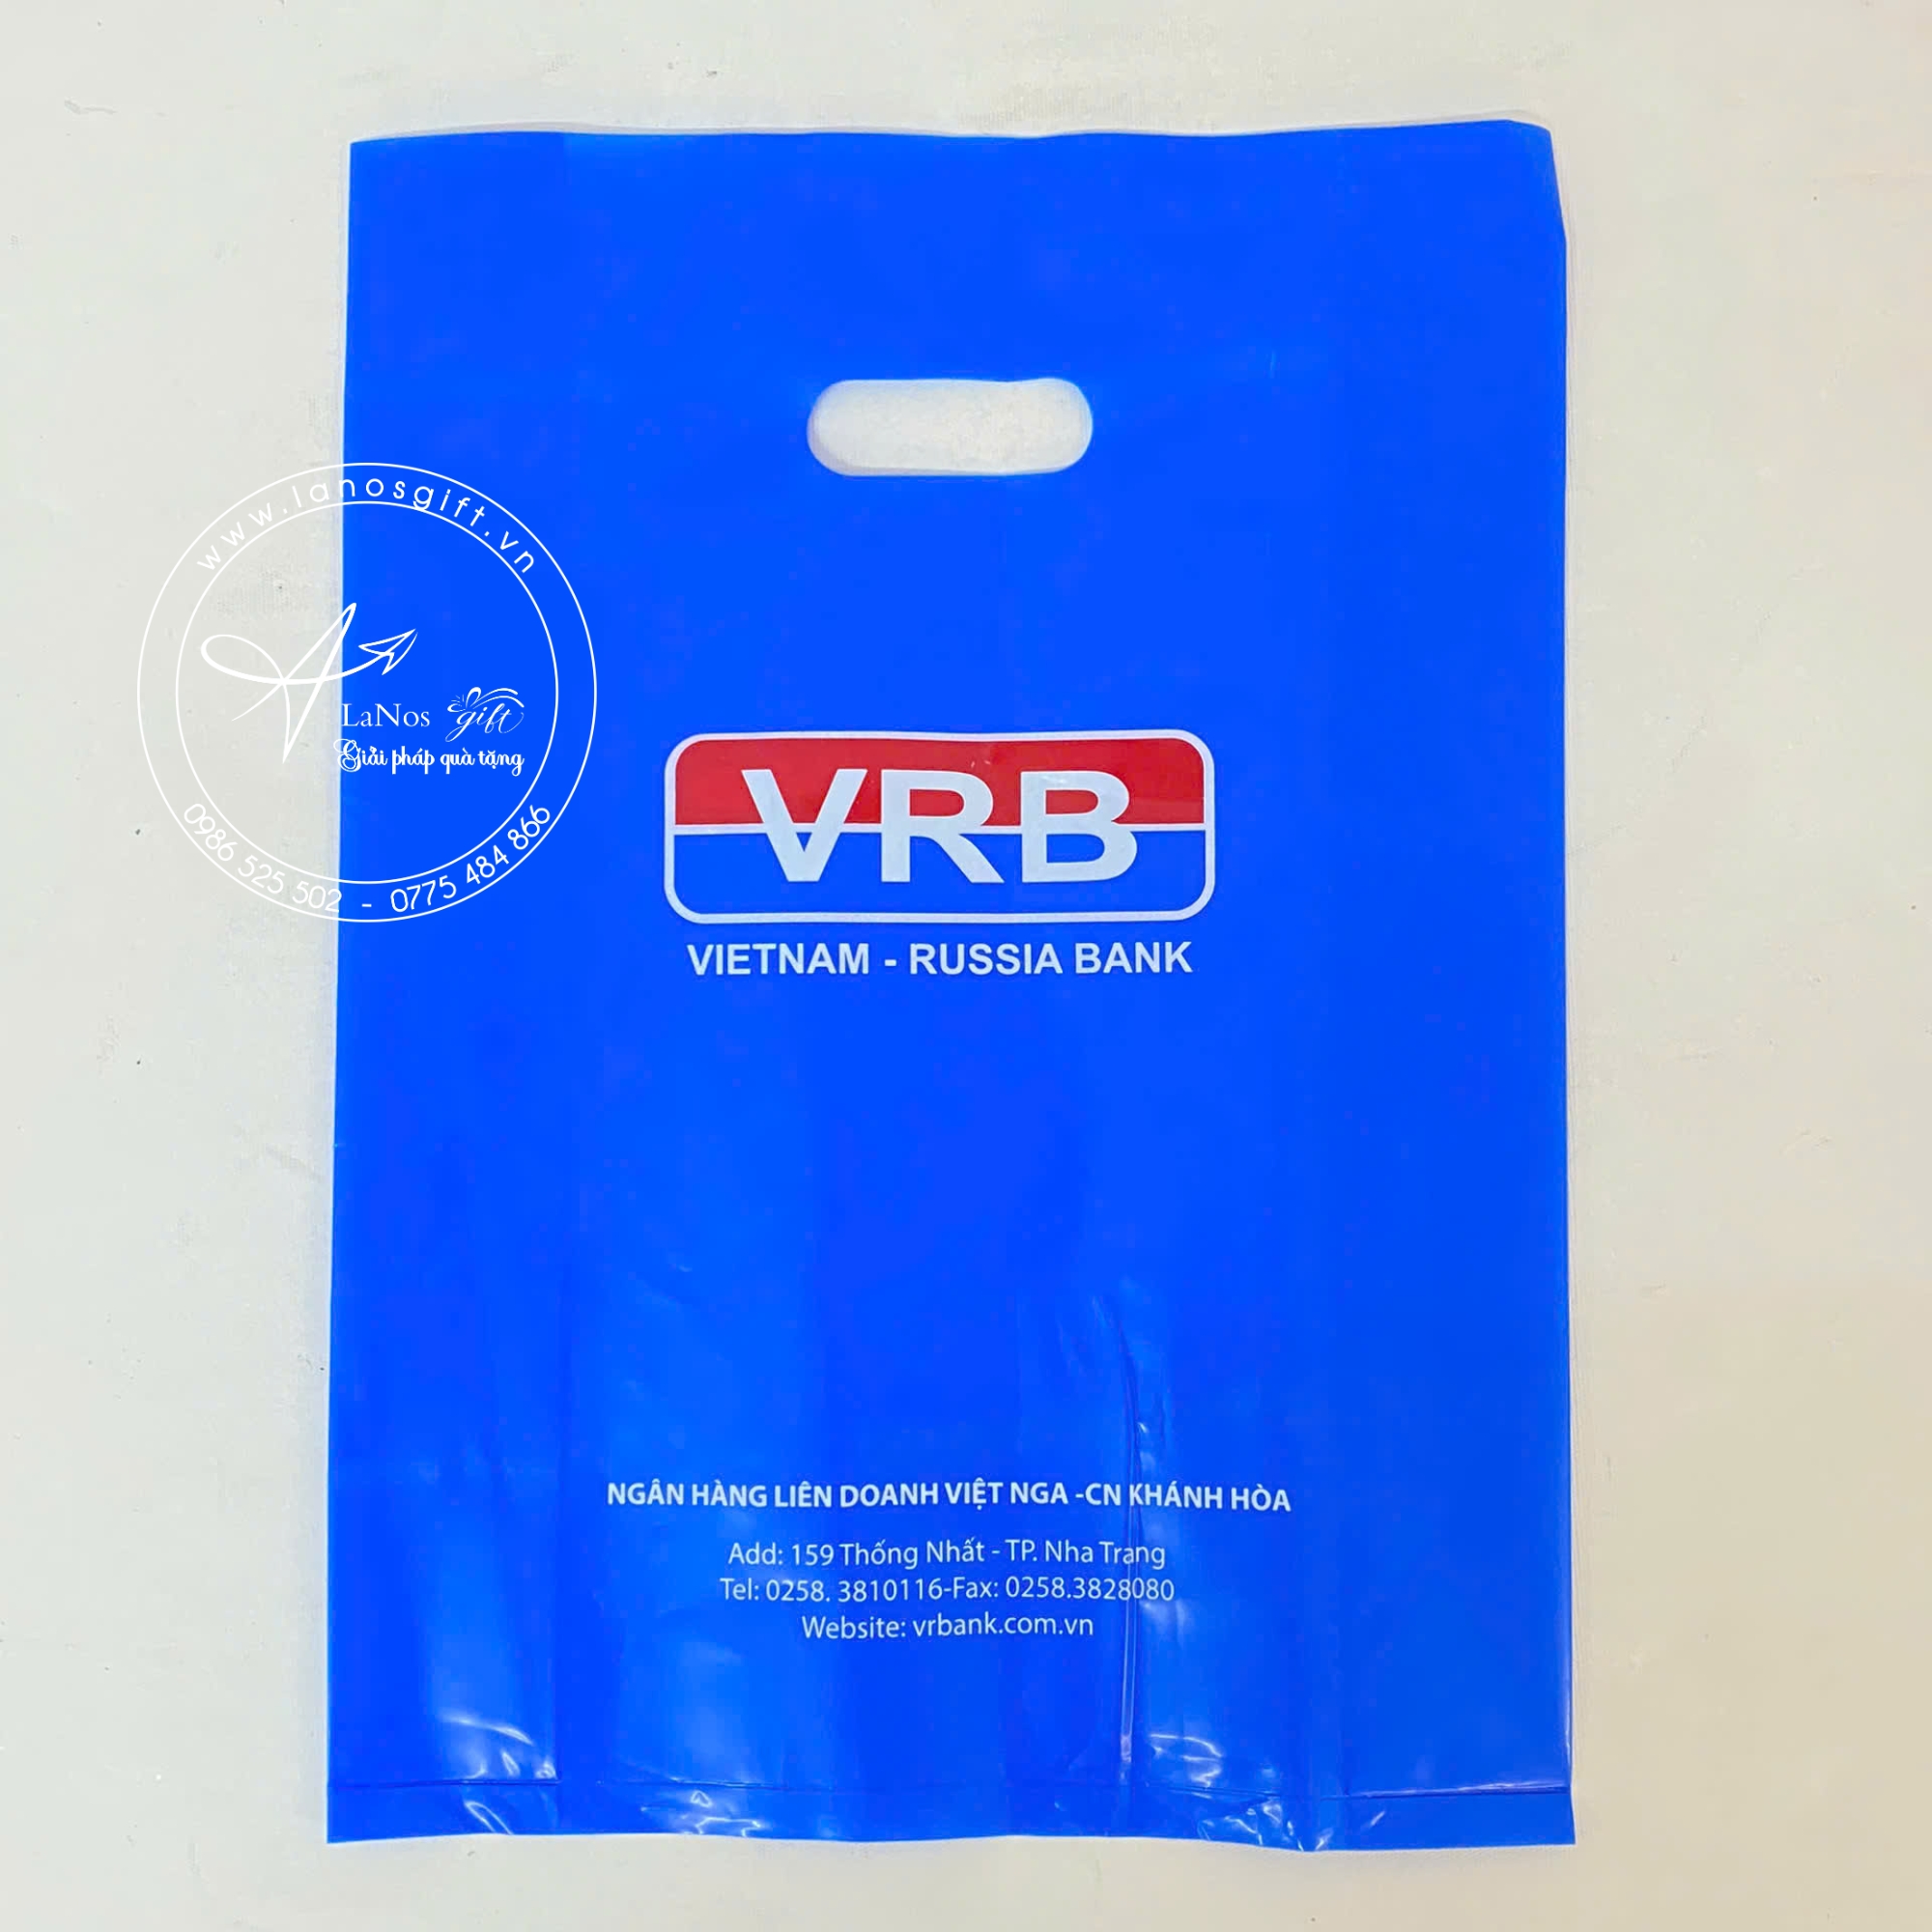 www.lanosgift.vn
LaNos gift
Giải pháp quà tặng
0986 525 502 - 0775 484 866
VRB
VIETNAM - RUSSIA BANK
NGÂN HÀNG LIÊN DOANH VIỆT NGA -CN KHÁNH HÒA
Add: 159 Thống Nhất - TP. Nha Trang
Tel: 0258. 3810116-Fax: 0258.3828080
Website: vrbank.com.vn